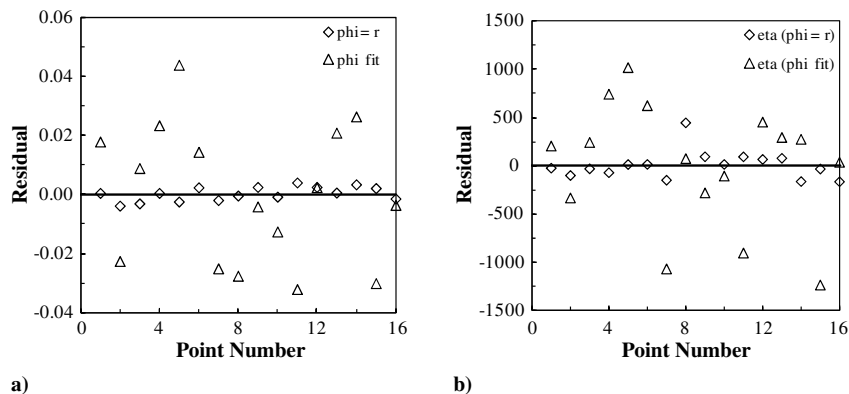 0.06
0.04
0.02
0.00
-0.02
-0.04
Residual
phi= r
phi fit
0 4 8 12 16
Point Number
a)
1500
1000
500
0
-500
-1000
-1500
Residual
eta (phi= r)
eta (phi fit)
0 4 8 12 16
Point Number
b)